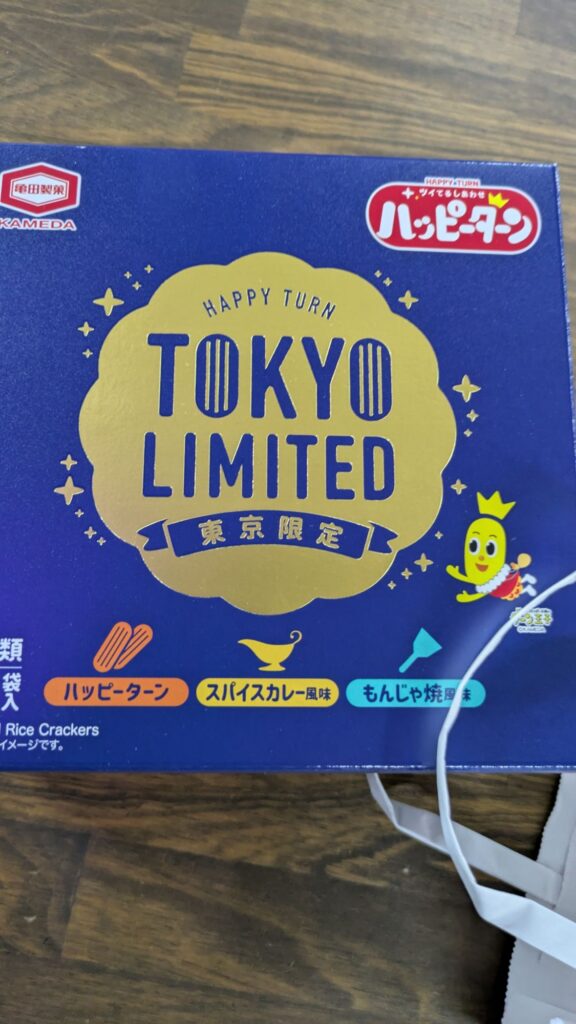 亀田製菓
KAMEDA
HAPPY TURN
ツイてるしあわせ
ハッピーターン
HAPPY TURN
TOKYO
LIMITED
東京限定
類
袋
入
ハッピーターン
スパイスカレー風味
もんじゃ焼風味
Rice Crackers
イメージです。